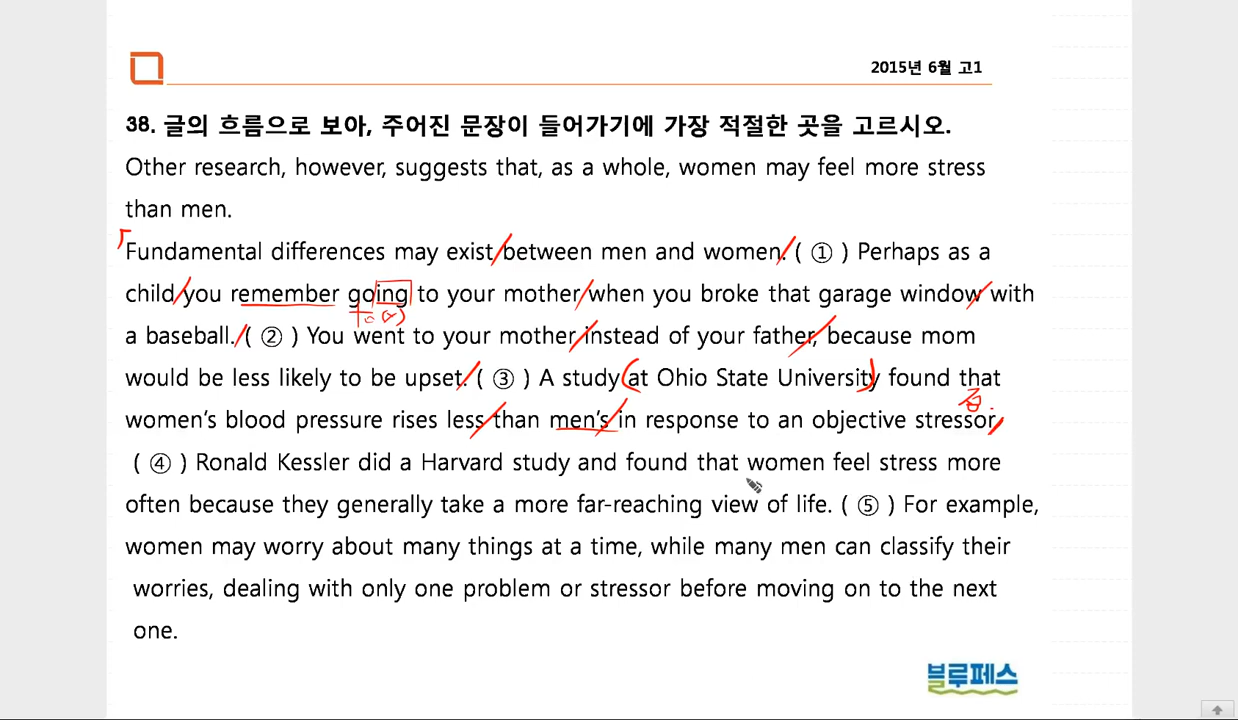 2015년 6월 고1
38. 글의 흐름으로 보아, 주어진 문장이 들어가기에 가장 적절한 곳을 고르시오.
Other research, however, suggests that, as a whole, women may feel more stress
than men.
Fundamental differences may exist between men and women. ( ① ) Perhaps as a
child you remember going to your mother when you broke that garage window with
to (x)
a baseball. ( ② ) You went to your mother instead of your father, because mom
would be less likely to be upset. ( ③ ) A study at Ohio State University found that
women's blood pressure rises less than men's in response to an objective stressor.
( ④ ) Ronald Kessler did a Harvard study and found that women feel stress more
often because they generally take a more far-reaching view of life. ( ⑤ ) For example,
women may worry about many things at a time, while many men can classify their
worries, dealing with only one problem or stressor before moving on to the next
one.
블루페스